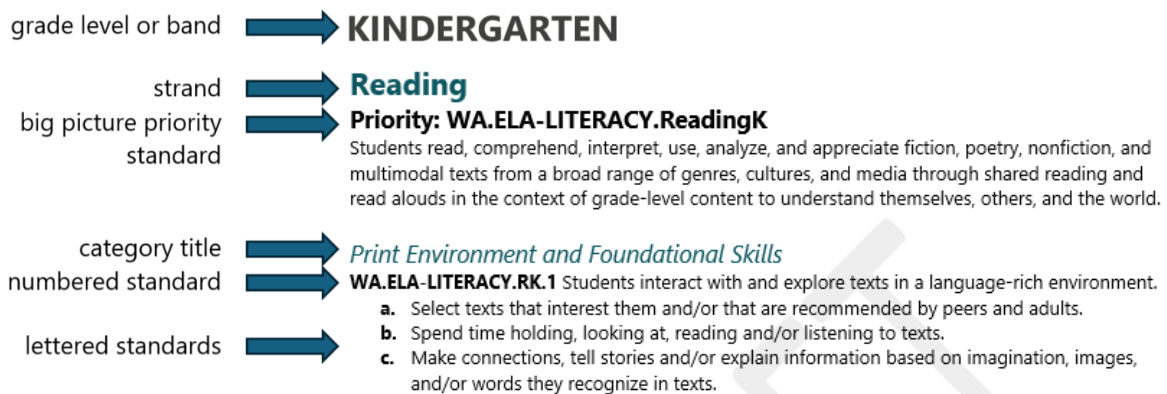 grade level or band KINDERGARTEN
strand Reading
big picture priority Priority: WA.ELA-LITERACY.ReadingK
standard Students read, comprehend, interpret, use, analyze, and appreciate fiction, poetry, nonfiction, and
multimodal texts from a broad range of genres, cultures, and media through shared reading and
read alouds in the context of grade-level content to understand themselves, others, and the world.
category title Print Environment and Foundational Skills
numbered standard WA.ELA-LITERACY.RK.1 Students interact with and explore texts in a language-rich environment.
a. Select texts that interest them and/or that are recommended by peers and adults.
b. Spend time holding, looking at, reading and/or listening to texts.
lettered standards c. Make connections, tell stories and/or explain information based on imagination, images,
and/or words they recognize in texts.